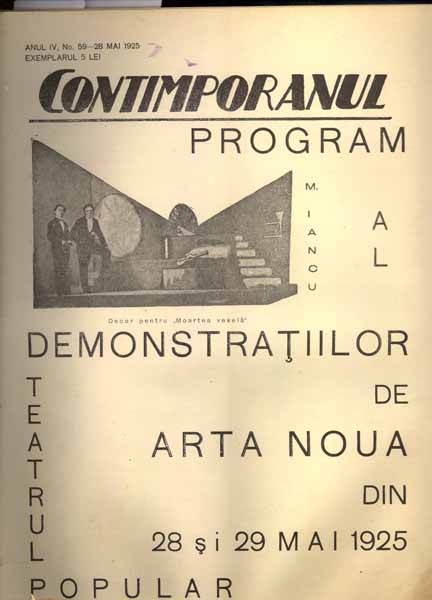 ANUL IV, No. 59—28 MAI 1925
EXEMPLARUL 5 LEI
CONTIMPORANUL
PROGRAM
M. IANCU
AL
Decor pentru „Moartea veselă"
DEMONSTRAŢIILOR
DE
ARTA NOUA
DIN
28 şi 29 MAI 1925
TEATRUL
POPULAR